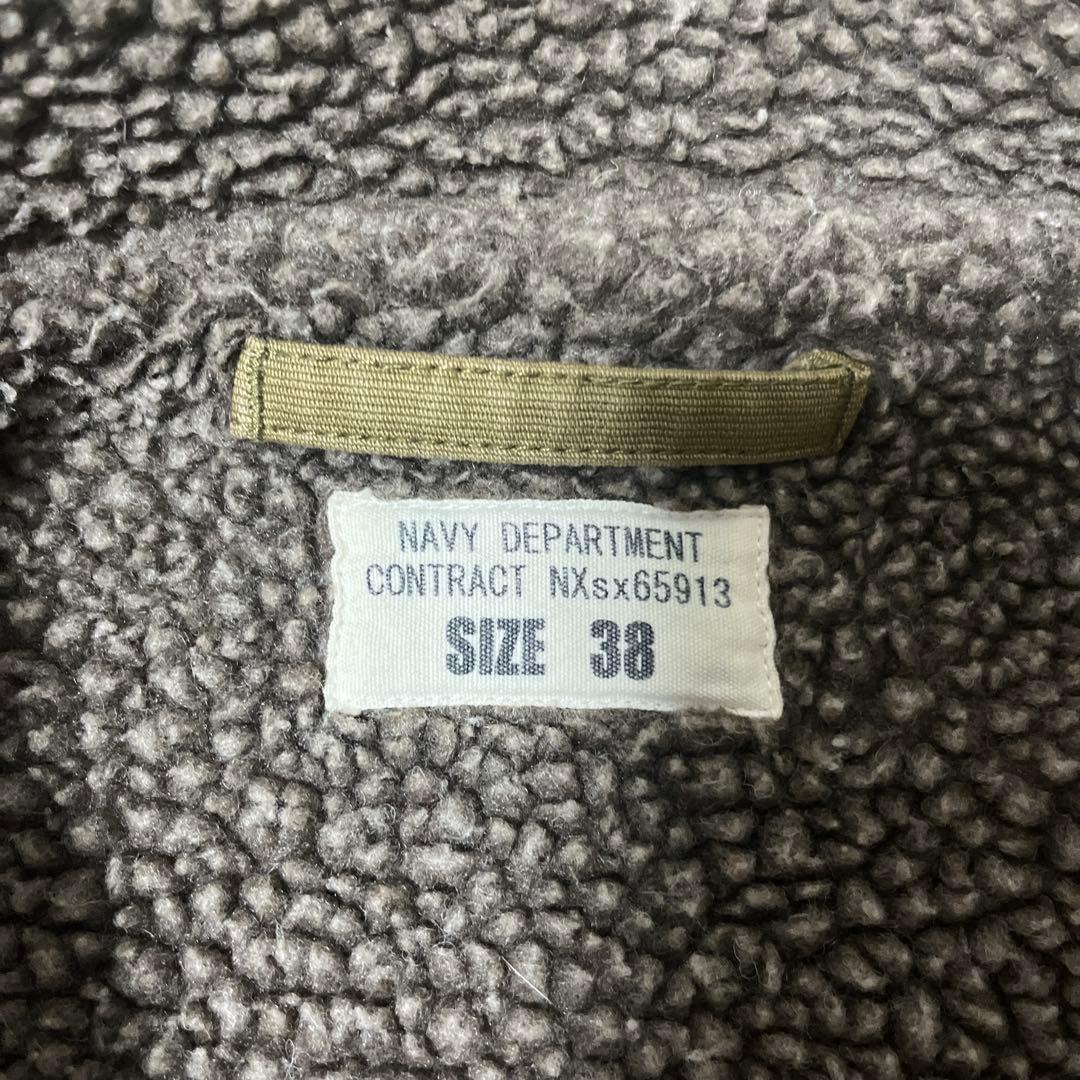 NAVY DEPARTMENT
CONTRACT NXsx65913
SIZE 38